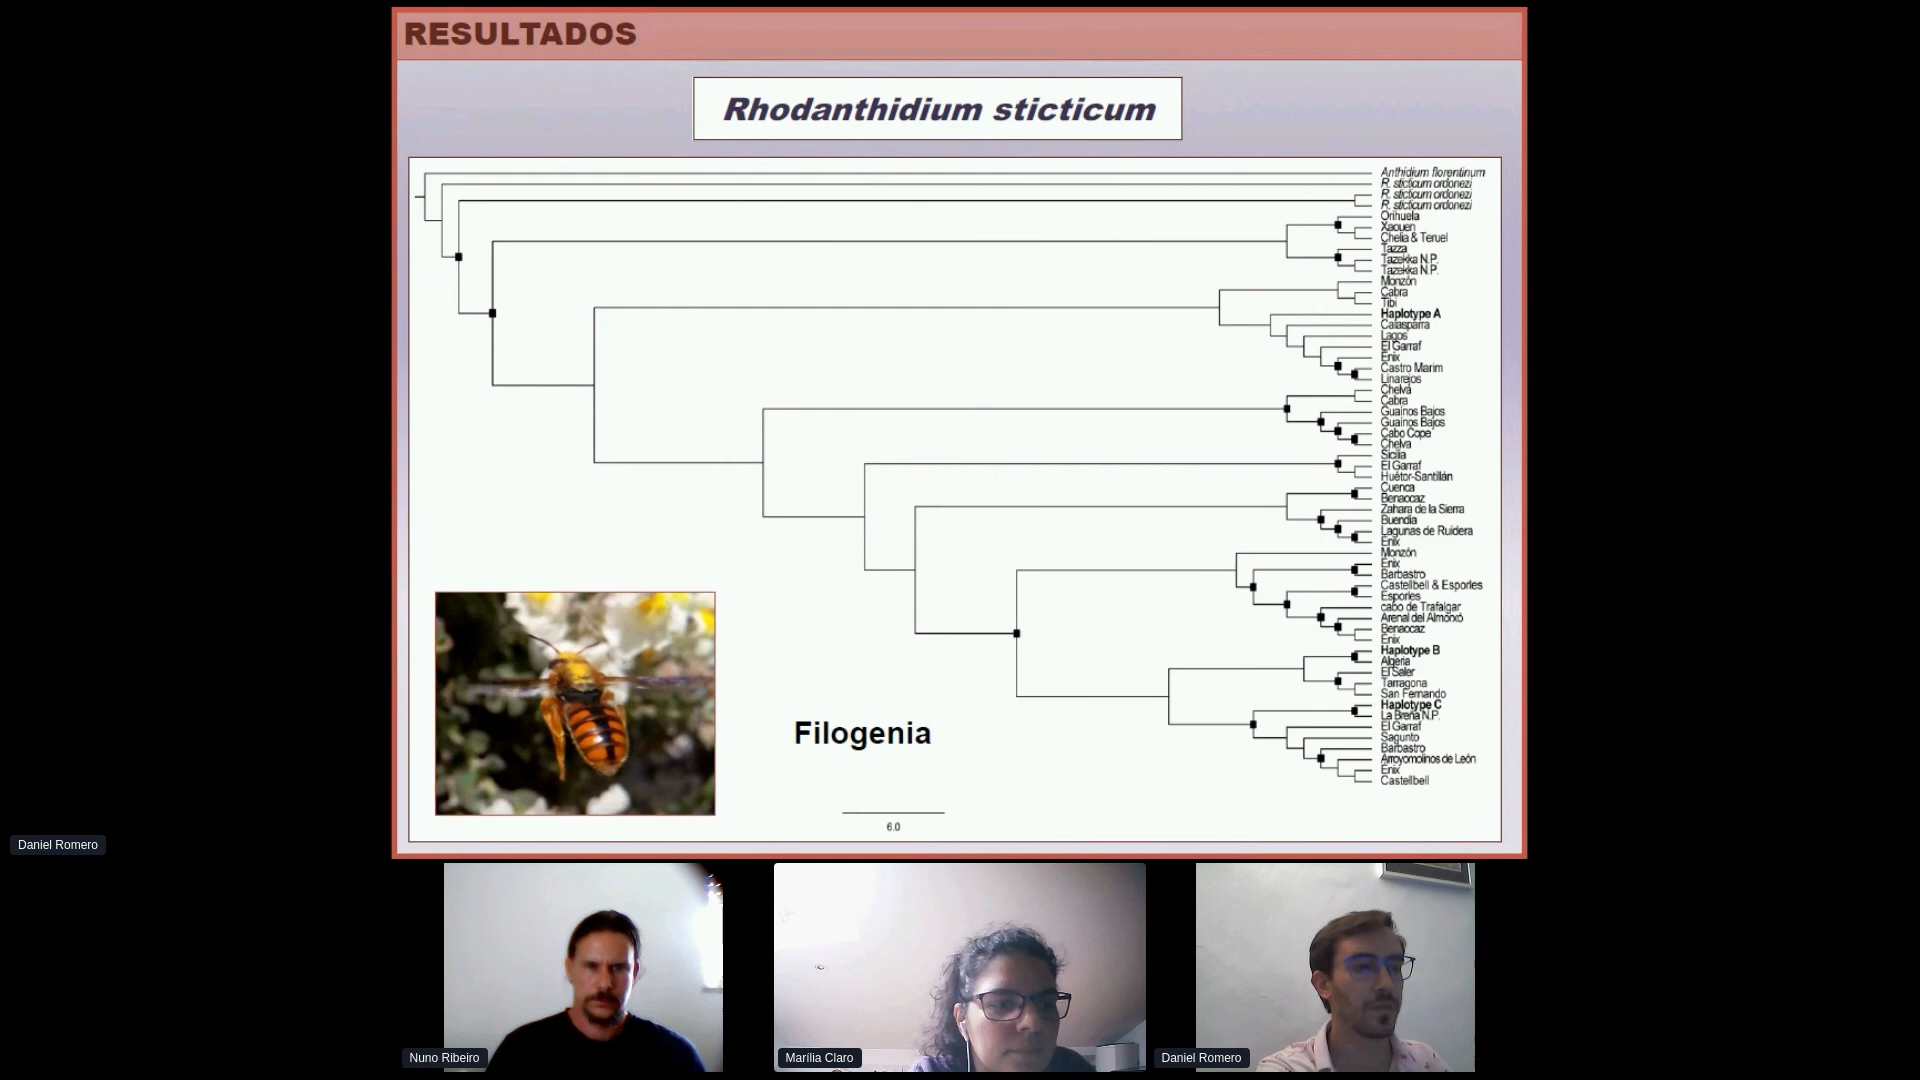 RESULTADOS
Rhodanthidium sticticum
Anthidium florentinum
R. sticticum ordonezi
R. sticticum ordonezi
R. sticticum ordonezi
Orihuela
Xaouen
Chelia & Teruel
Tazza
Tazekka N.P.
Tazekka N.P.
Monzón
Cabra
Tibi
Haplotype A
Calasparra
Lagos
El Garraf
Enix
Castro Marim
Linarejos
Chelva
Cabra
Guainos Bajos
Guainos Bajos
Cabo Cope
Chelva
Sicilia
El Garraf
Huétor-Santillán
Cuenca
Benaocaz
Zahara de la Sierra
Buendía
Lagunas de Ruidera
Enix
Monzón
Enix
Barbastro
Castellbell & Esporles
Esporles
cabo de Trafalgar
Arenal del Almorxó
Benaocaz
Enix
Haplotype B
Algeria
El Saler
Tarragona
San Fernando
Haplotype C
La Breña N.P.
El Garraf
Sagunto
Barbastro
Arroyomolinos de León
Enix
Castellbell
Filogenia
6.0
Daniel Romero
Nuno Ribeiro
Marília Claro
Daniel Romero